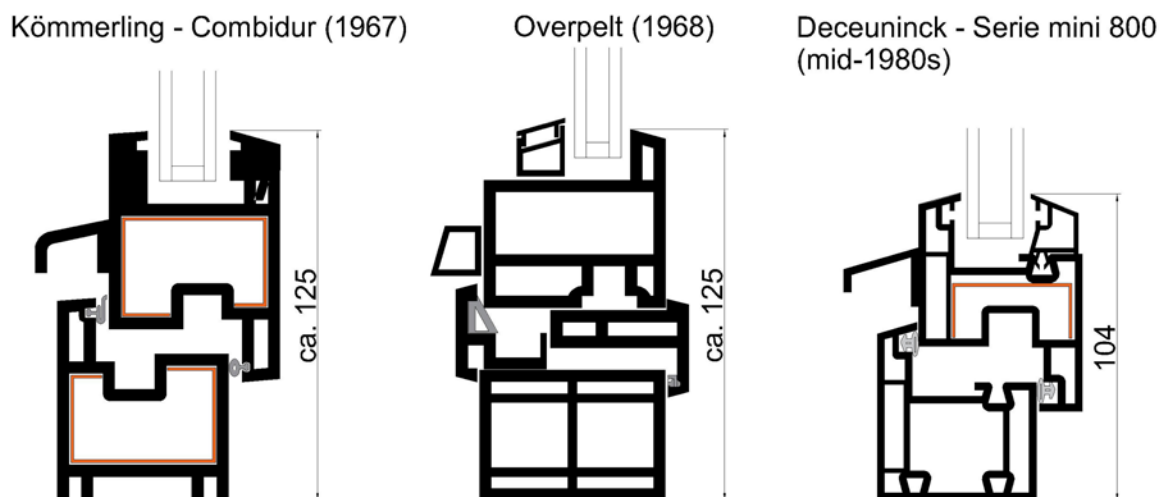 Kömmerling - Combidur (1967)
Overpelt (1968)
Deceuninck - Serie mini 800
(mid-1980s)
ca. 125
ca. 125
104